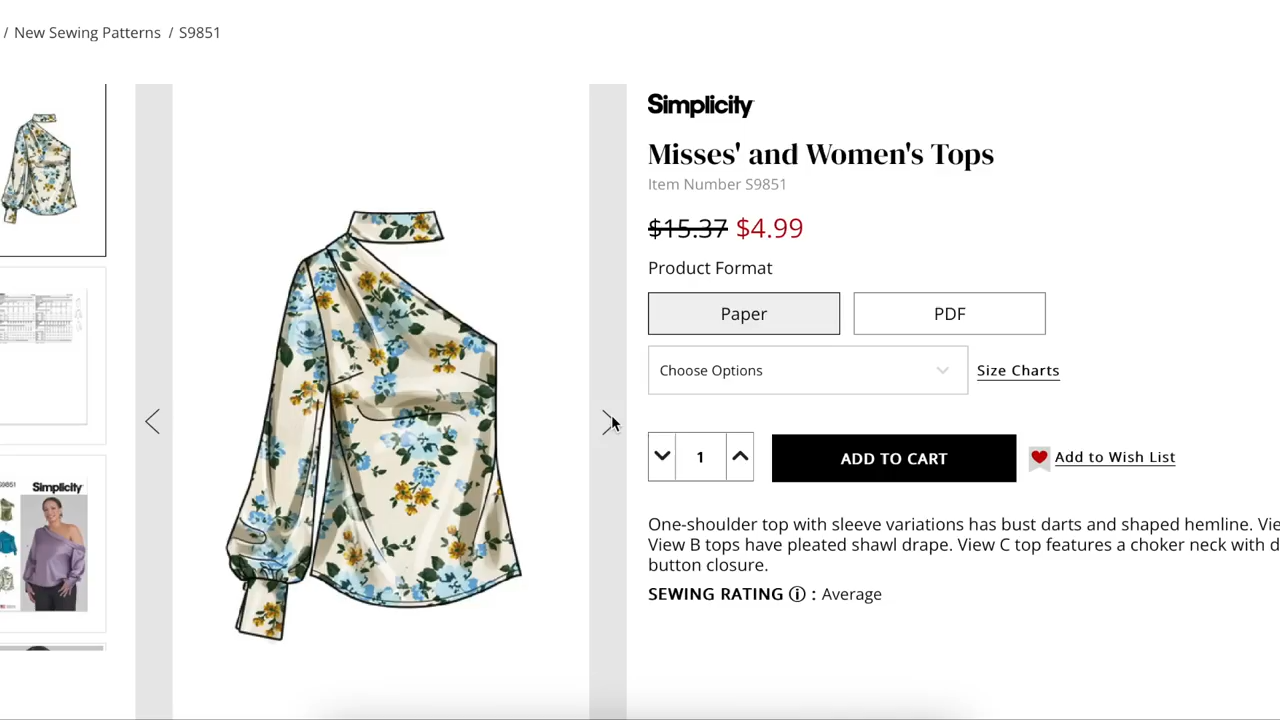 / New Sewing Patterns / S9851
Simplicity
Misses' and Women's Tops
Item Number S9851
$15.37 $4.99
Product Format
Paper
PDF
Choose Options
Size Charts
1
ADD TO CART
Add to Wish List
One-shoulder top with sleeve variations has bust darts and shaped hemline. Vie
View B tops have pleated shawl drape. View C top features a choker neck with d
button closure.
SEWING RATING ⓘ : Average
S9851
Simplicity